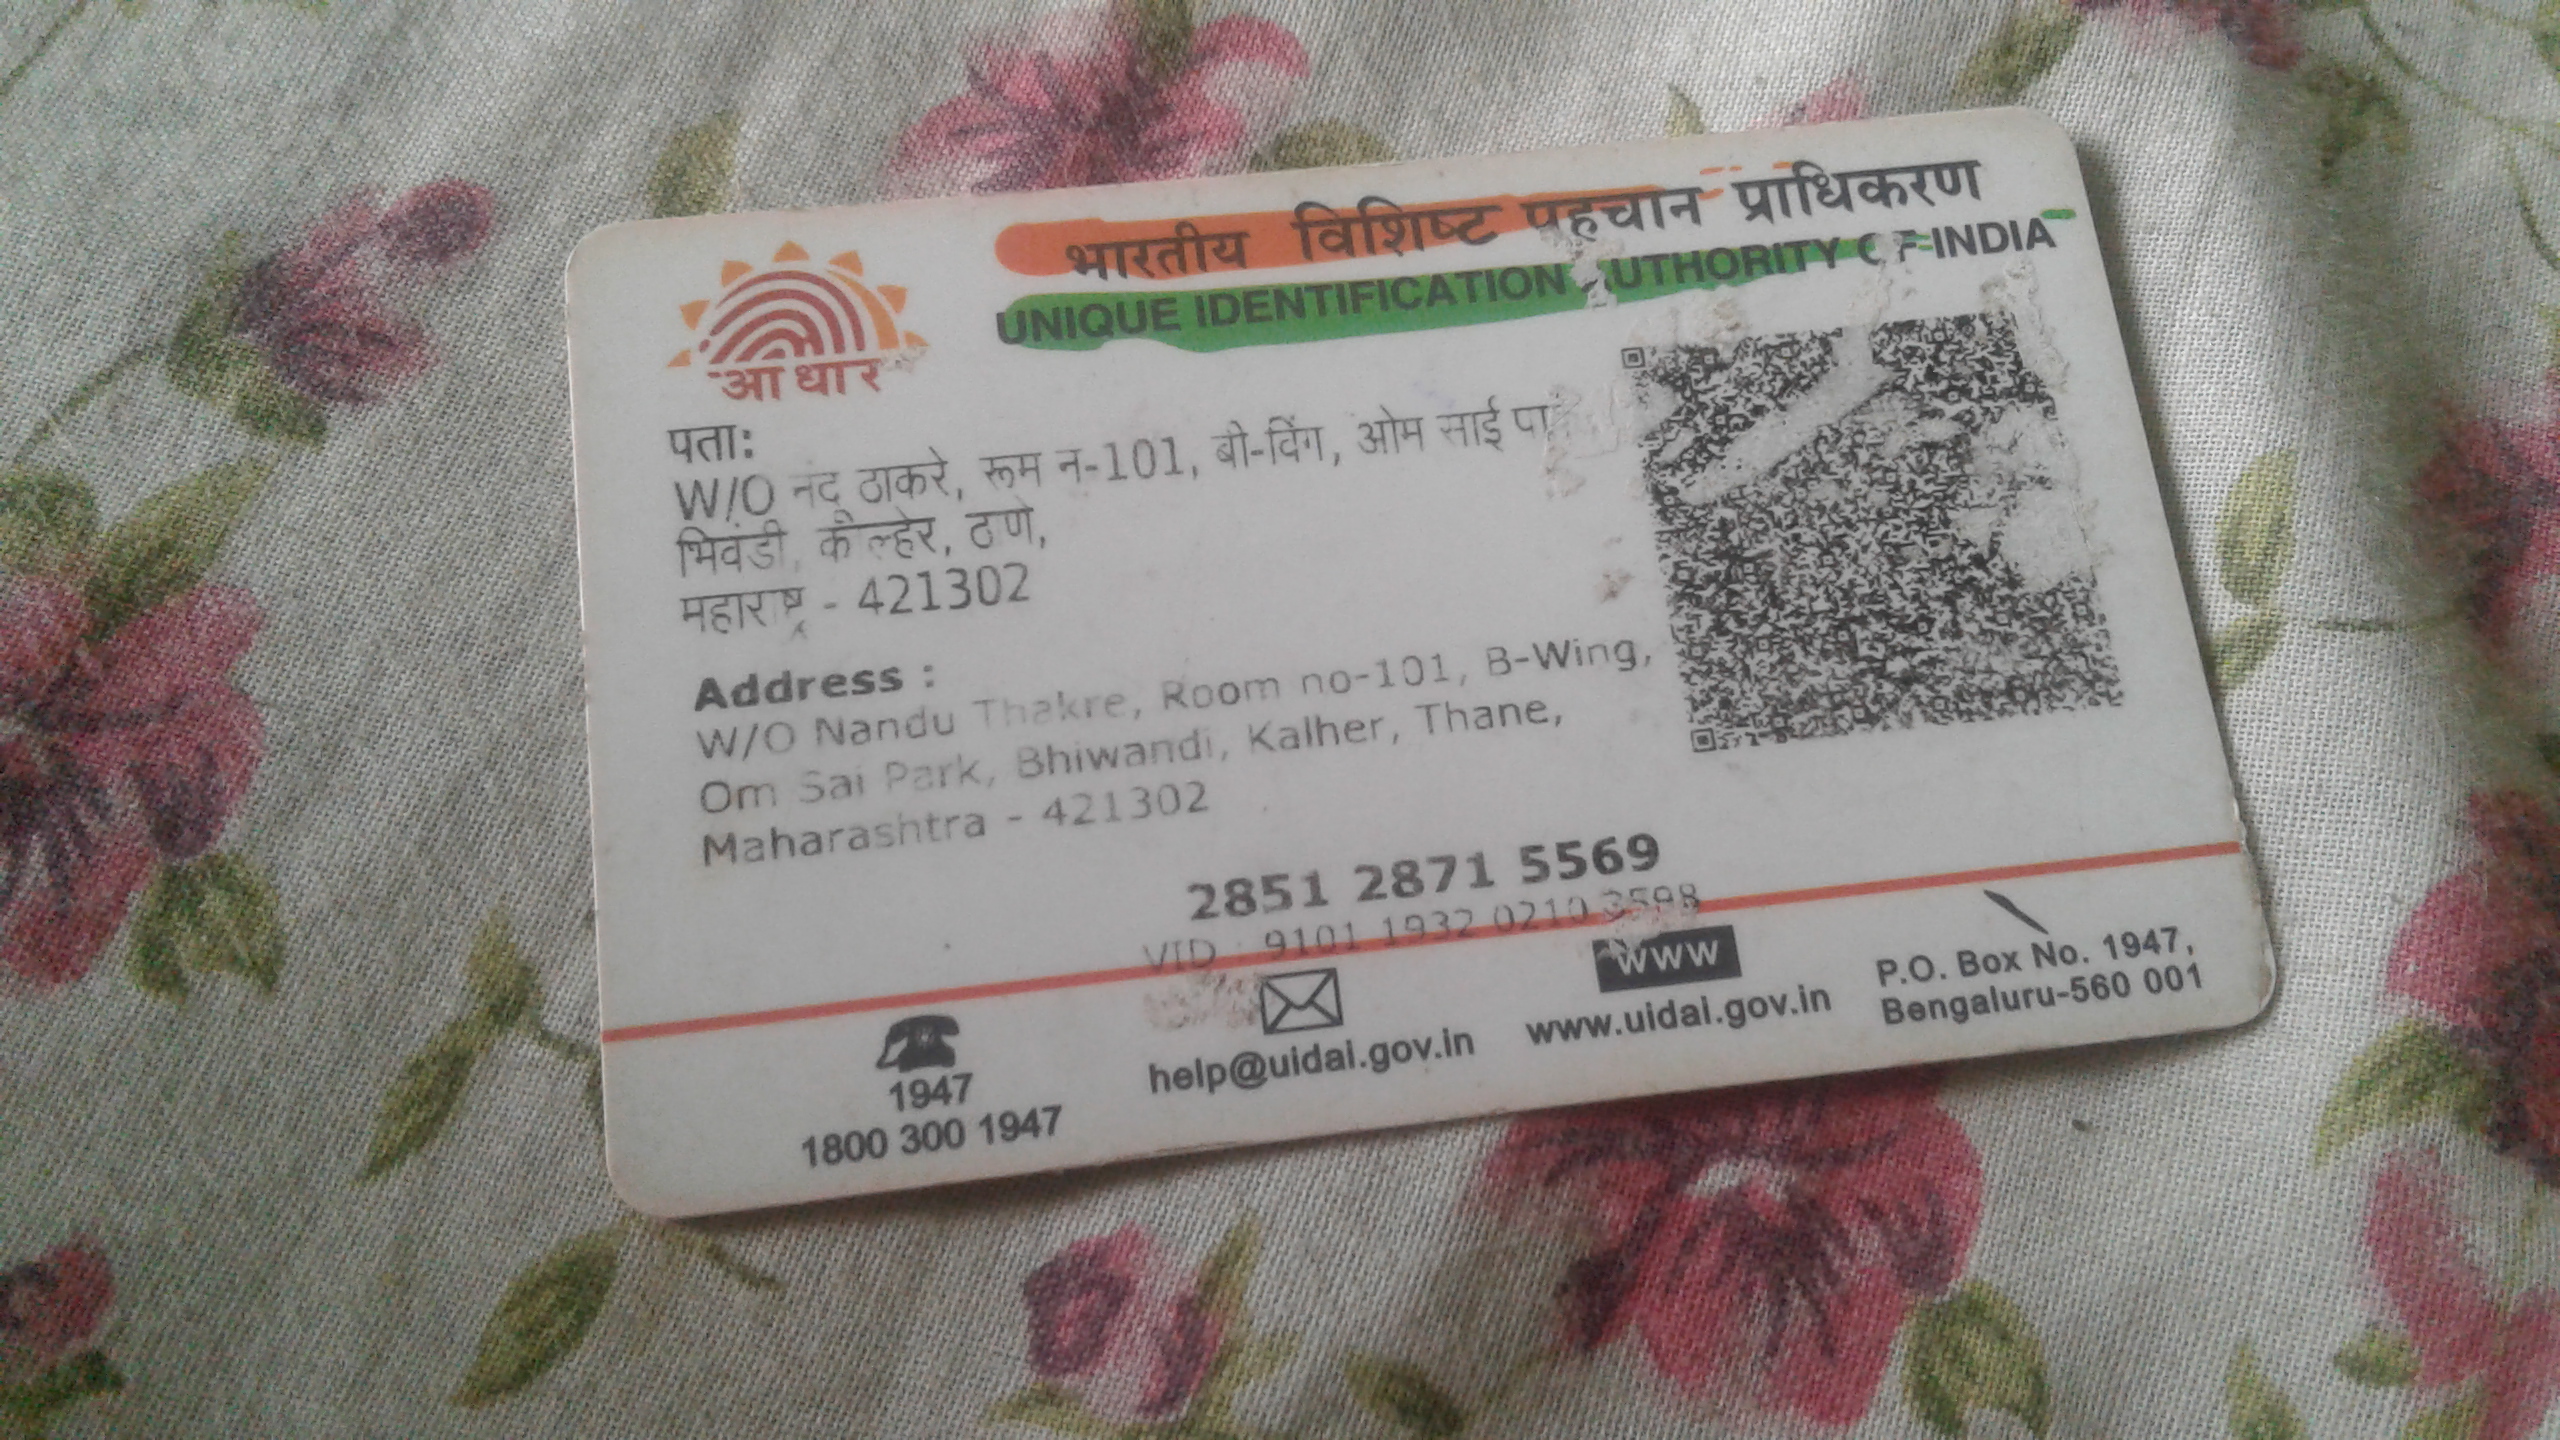 भारतीय विशिष्ट पहचान प्राधिकरण
UNIQUE IDENTIFICATION AUTHORITY OF INDIA
आधार
पता:
W/O नंदू ठाकरे, रूम न-101, बी-विंग, ओम साई
भिवंडी, कॅाल्हेर, ठाणे,
महाराष्ट्र - 421302
Address :
W/O Nandu Thakre, Room no-101, B-Wing,
Om Sai Park, Bhiwandi, Kalher, Thane,
Maharashtra - 421302
2851 2871 5569
VID : 9101 1932 0210 3598
1947
1800 300 1947
help@uidai.gov.in
www
www.uidai.gov.in
P.O. Box No. 1947,
Bengaluru-560 001